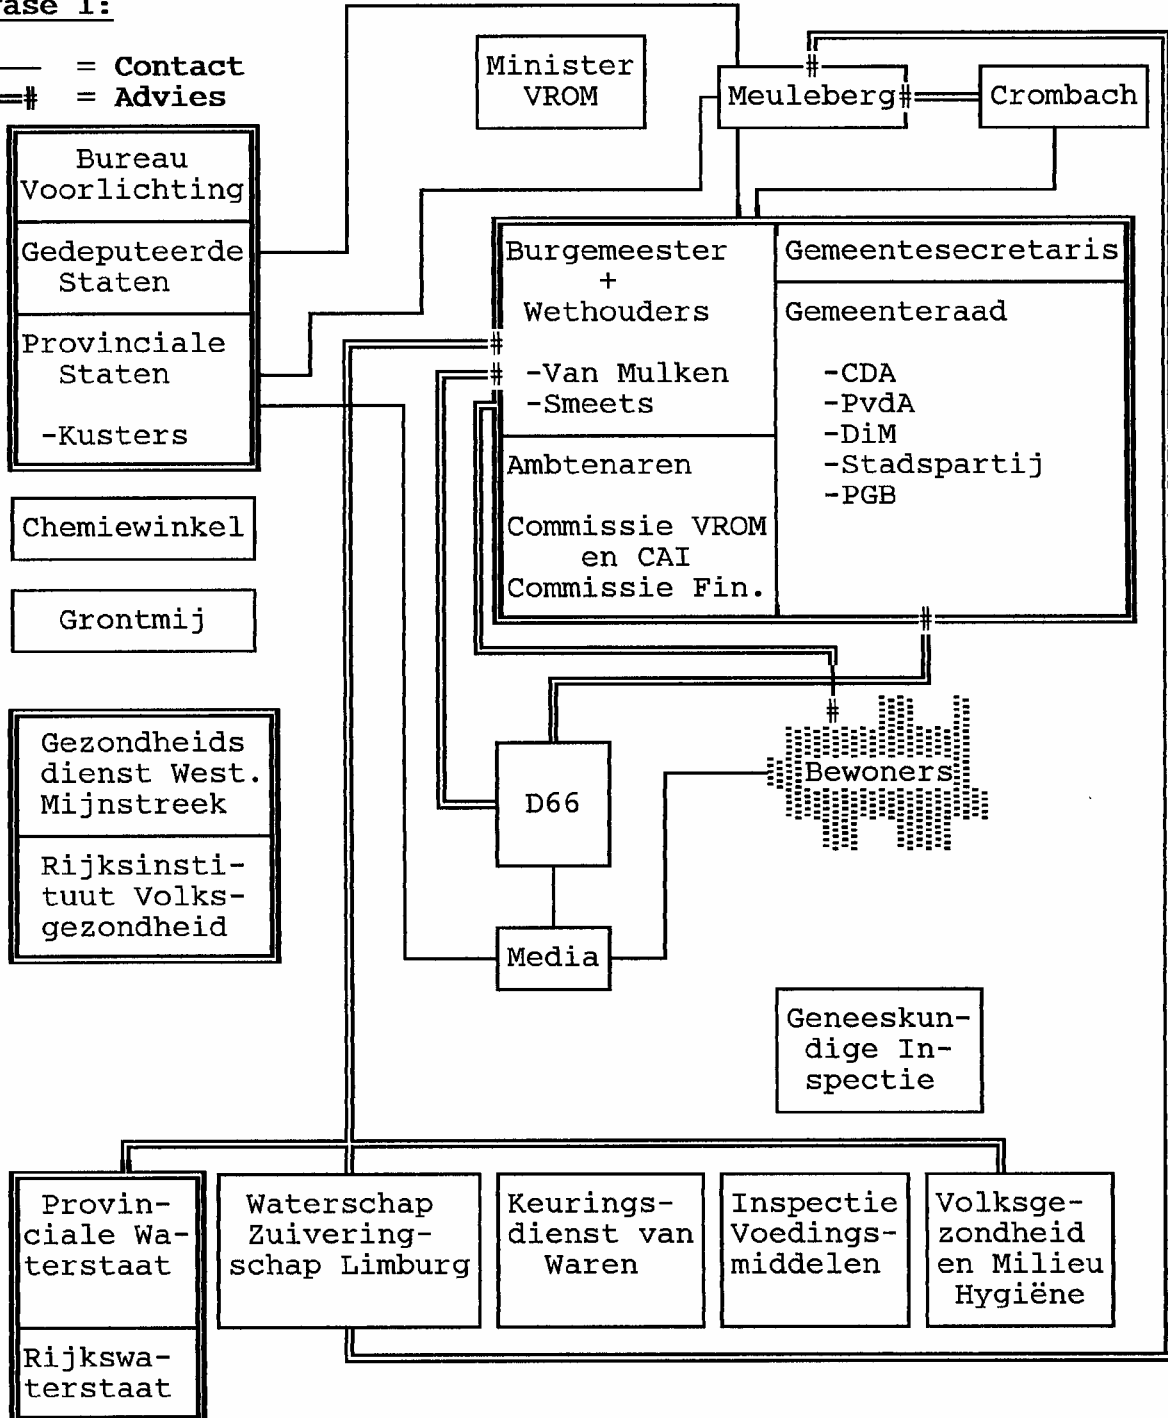 ase 1:
= Contact
=# = Advies
Minister
VROM
Meuleberg#
#
Crombach
Bureau
Voorlichting
Gedeputeerde
Staten
Provinciale
Staten
-Kusters
Burgemeester
+
Wethouders
#
# -Van Mulken
-Smeets
Ambtenaren
Commissie VROM
en CAI
Commissie Fin.
Gemeentesecretaris
Gemeenteraad
-CDA
-PvdA
-DiM
-Stadspartij
-PGB
#
Chemiewinkel
Grontmij
Gezondheids
dienst West.
Mijnstreek
Rijksinsti-
tuut Volks-
gezondheid
D66
#
Bewoners
Media
Geneeskun-
dige In-
spectie
Provin-
ciale Wa-
terstaat
Rijkswa-
terstaat
Waterschap
Zuivering-
schap Limburg
Keurings-
dienst van
Waren
Inspectie
Voedings-
middelen
Volksge-
zondheid
en Milieu
Hygiëne